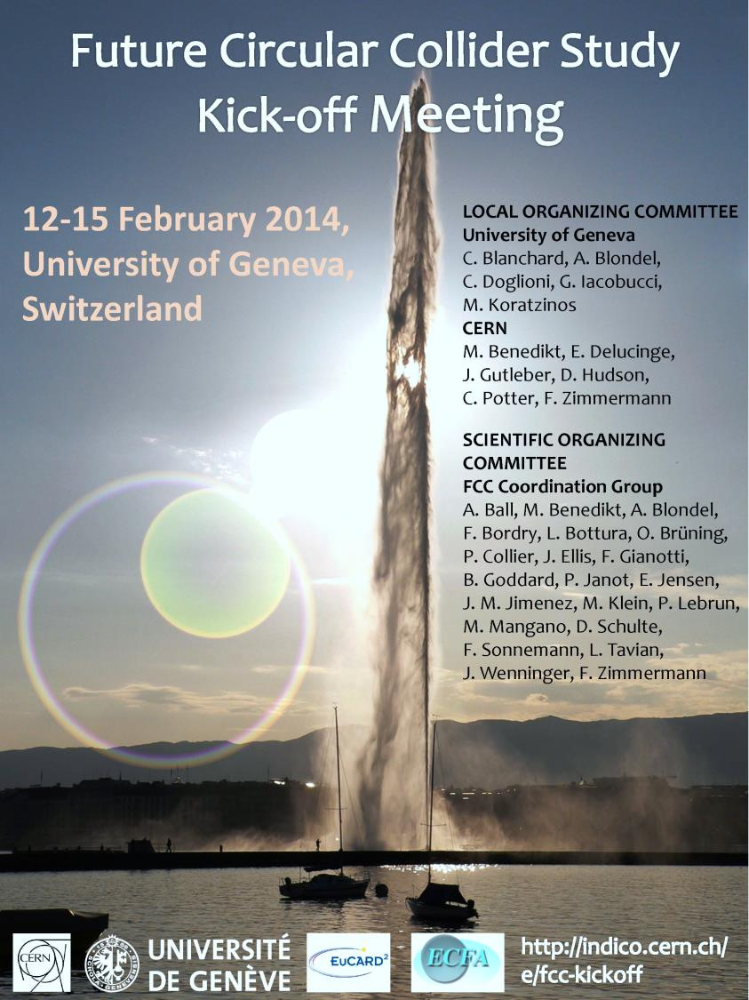 Future Circular Collider Study
Kick-off Meeting
12-15 February 2014,
University of Geneva,
Switzerland
LOCAL ORGANIZING COMMITTEE
University of Geneva
C. Blanchard, A. Blondel,
C. Doglioni, G. Iacobucci,
M. Koratzinos
CERN
M. Benedikt, E. Delucinge,
J. Gutleber, D. Hudson,
C. Potter, F. Zimmermann
SCIENTIFIC ORGANIZING
COMMITTEE
FCC Coordination Group
A. Ball, M. Benedikt, A. Blondel,
F. Bordry, L. Bottura, O. Brüning,
P. Collier, J. Ellis, F. Gianotti,
B. Goddard, P. Janot, E. Jensen,
J. M. Jimenez, M. Klein, P. Lebrun,
M. Mangano, D. Schulte,
F. Sonnemann, L. Tavian,
J. Wenninger, F. Zimmermann
CERN
UNIVERSITÉ
DE GENÈVE
EuCARD²
ECFA
http://indico.cern.ch/
e/fcc-kickoff